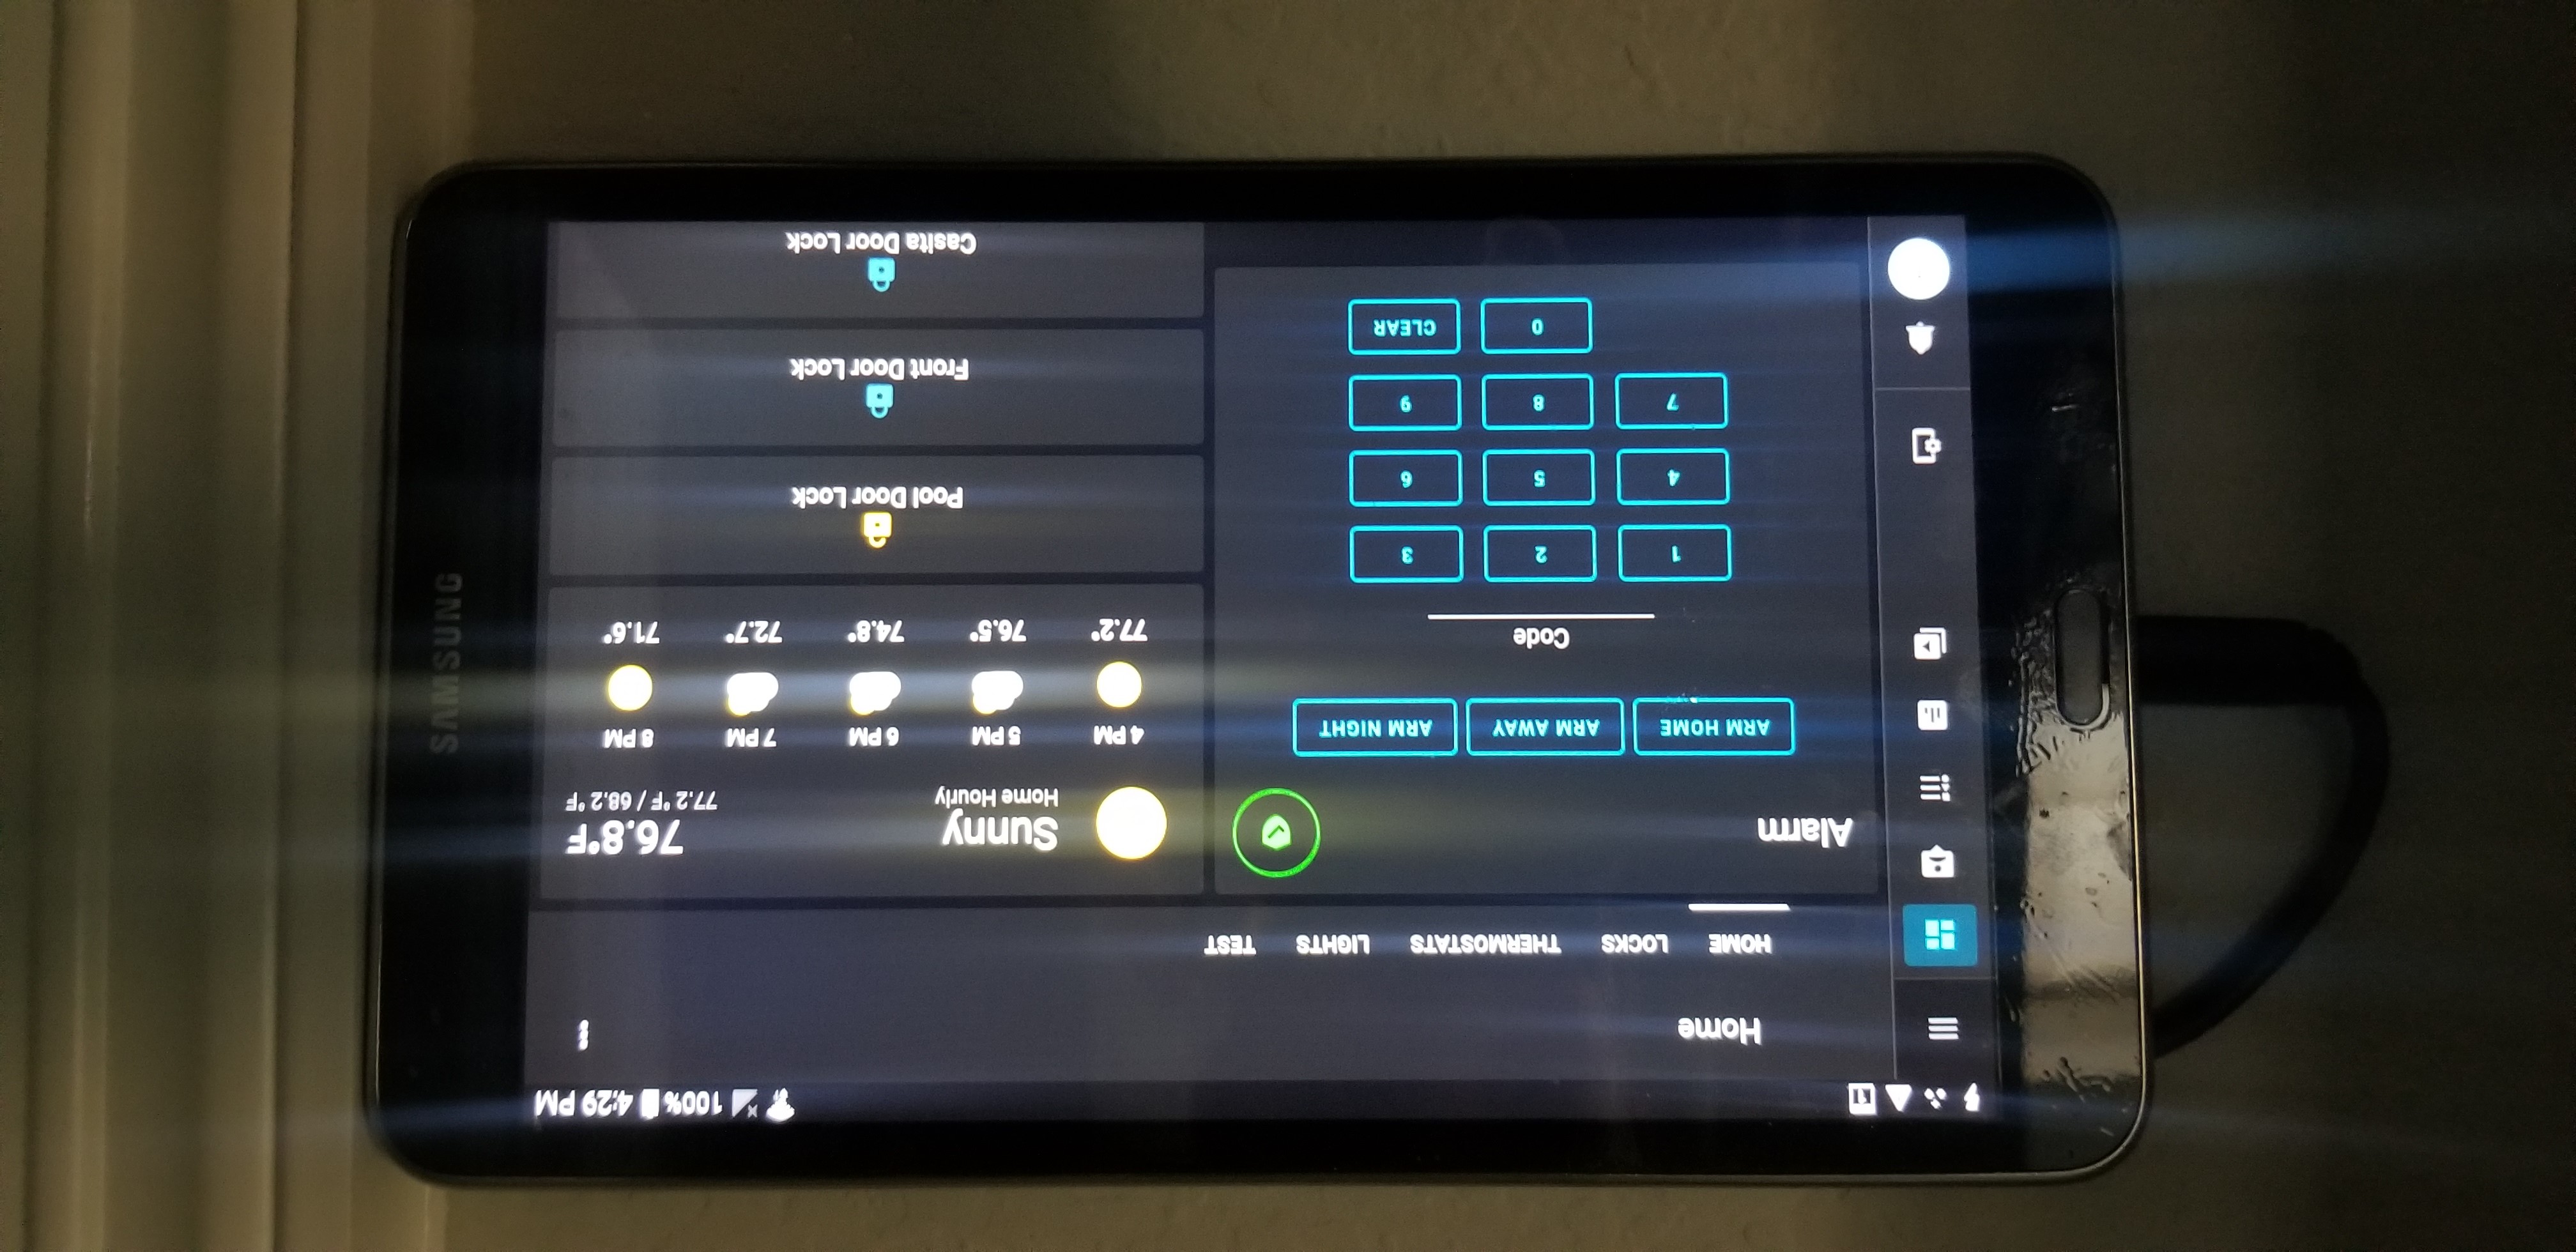 4:29 PM
100%
11
Home
HOME LOCKS THERMOSTATS LIGHTS TEST
Alarm
ARM HOME ARM AWAY ARM NIGHT
Code
1 2 3
4 5 6
7 8 9
0 CLEAR
Sunny
Home Hourly
76.8°F
77.2 °F / 68.2 °F
4 PM 5 PM 6 PM 7 PM 8 PM
77.2° 76.5° 74.8° 72.7° 71.6°
Pool Door Lock
Front Door Lock
Casita Door Lock
SAMSUNG